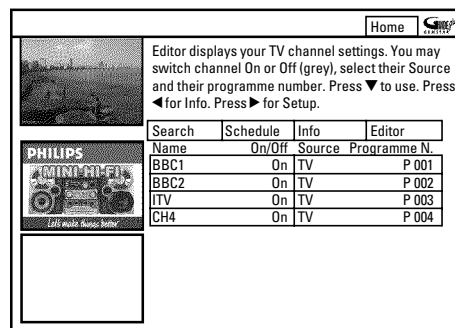 Home GUIDE Plus+ GEMSTAR
Editor displays your TV channel settings. You may
switch channel On or Off (grey), select their Source
and their programme number. Press ▼ to use. Press
◄ for Info. Press ► for Setup.
Search Schedule Info Editor
Name On/Off Source Programme N.
BBC1 On TV P 001
BBC2 On TV P 002
ITV On TV P 003
CH4 On TV P 004
PHILIPS
MINI-HI-FI
Let's make things better